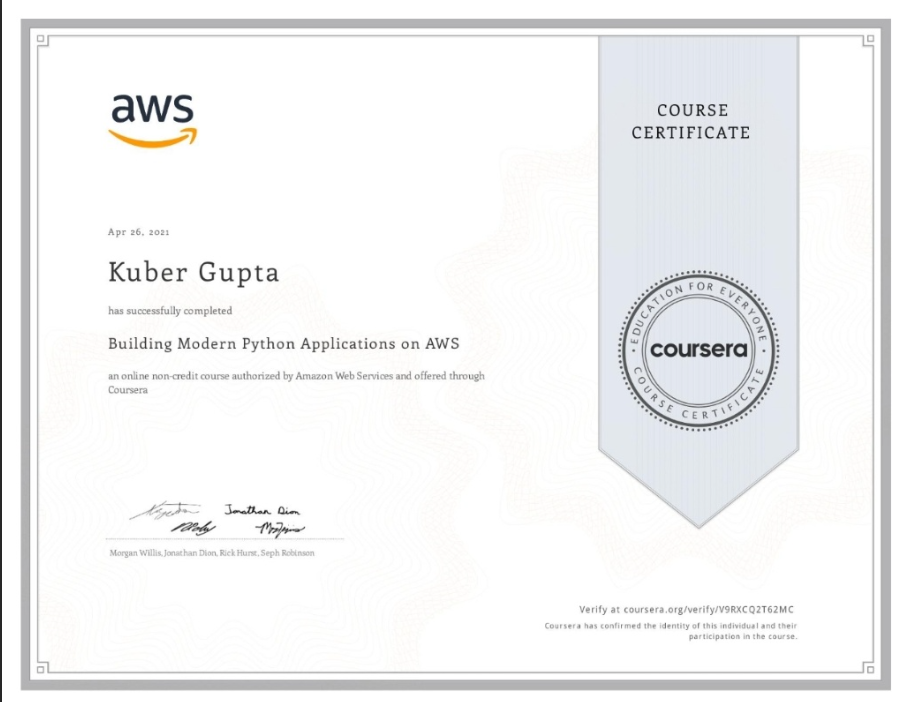 aws
COURSE
CERTIFICATE
Apr 26, 2021
Kuber Gupta
has successfully completed
Building Modern Python Applications on AWS
an online non-credit course authorized by Amazon Web Services and offered through
Coursera
EDUCATION FOR EVERYONE
coursera
COURSE CERTIFICATE
Jonathan Dion
Morgan Willis, Jonathan Dion, Rick Hurst, Seph Robinson
Verify at coursera.org/verify/V9RXCQ2T62MC
Coursera has confirmed the identity of this individual and their
participation in the course.